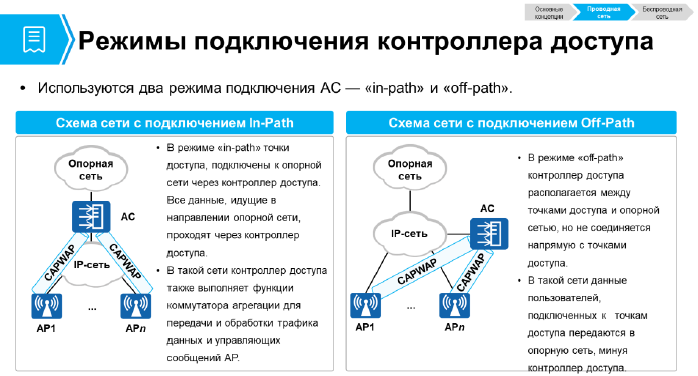 Основные концепции
Проводная сеть
Беспроводная сеть
Режимы подключения контроллера доступа
• Используются два режима подключения AC — «in-path» и «off-path».
Схема сети с подключением In-Path
Опорная
сеть
AC
CAPWAP
CAPWAP
IP-сеть
...
AP1
APn
• В режиме «in-path» точки
доступа, подключены к опорной
сети через контроллер доступа.
Все данные, идущие в
направлении опорной сети,
проходят через контроллер
доступа.
• В такой сети контроллер доступа
также выполняет функции
коммутатора агрегации для
передачи и обработки трафика
данных и управляющих
сообщений AP.
Схема сети с подключением Off-Path
Опорная
сеть
AC
IP-сеть
CAPWAP
CAPWAP
...
AP1
APn
• В режиме «off-path»
контроллер доступа
располагается между
точками доступа и опорной
сетью, но не соединяется
напрямую с точками
доступа.
• В такой сети данные
пользователей,
подключенных к точкам
доступа передаются в
опорную сеть, минуя
контроллер доступа.